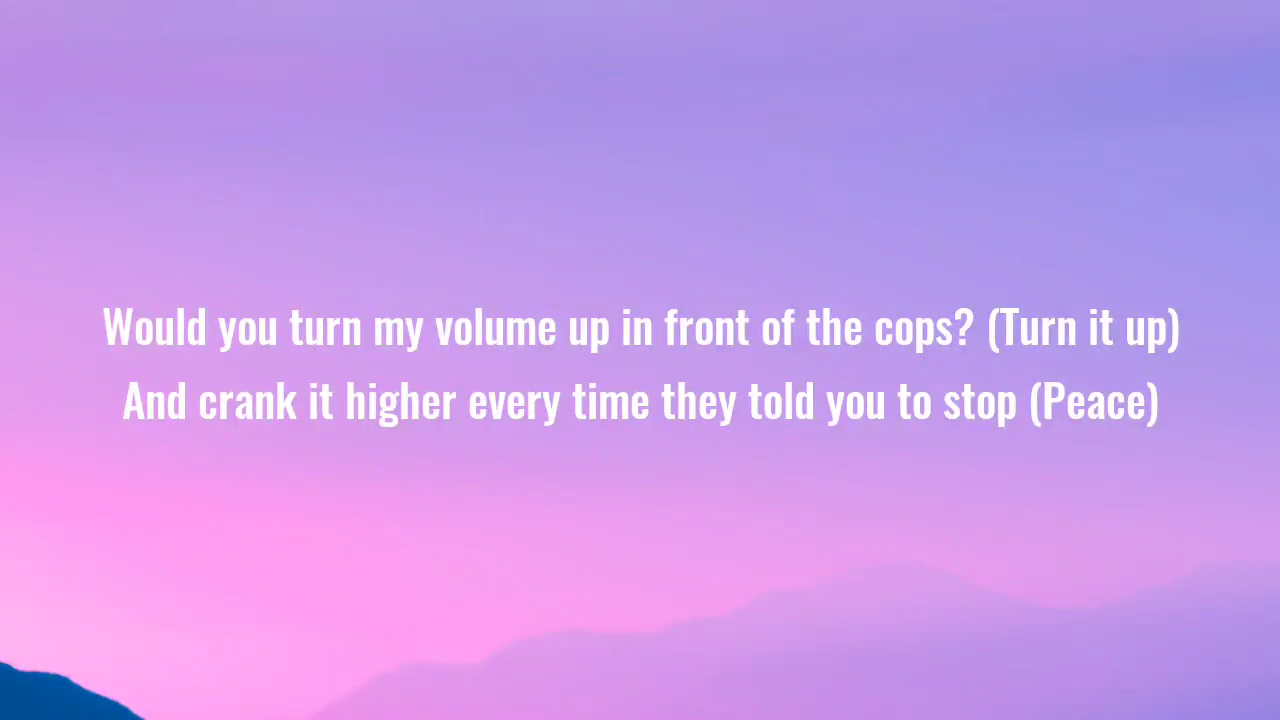 Would you turn my volume up in front of the cops? (Turn it up)
And crank it higher every time they told you to stop (Peace)